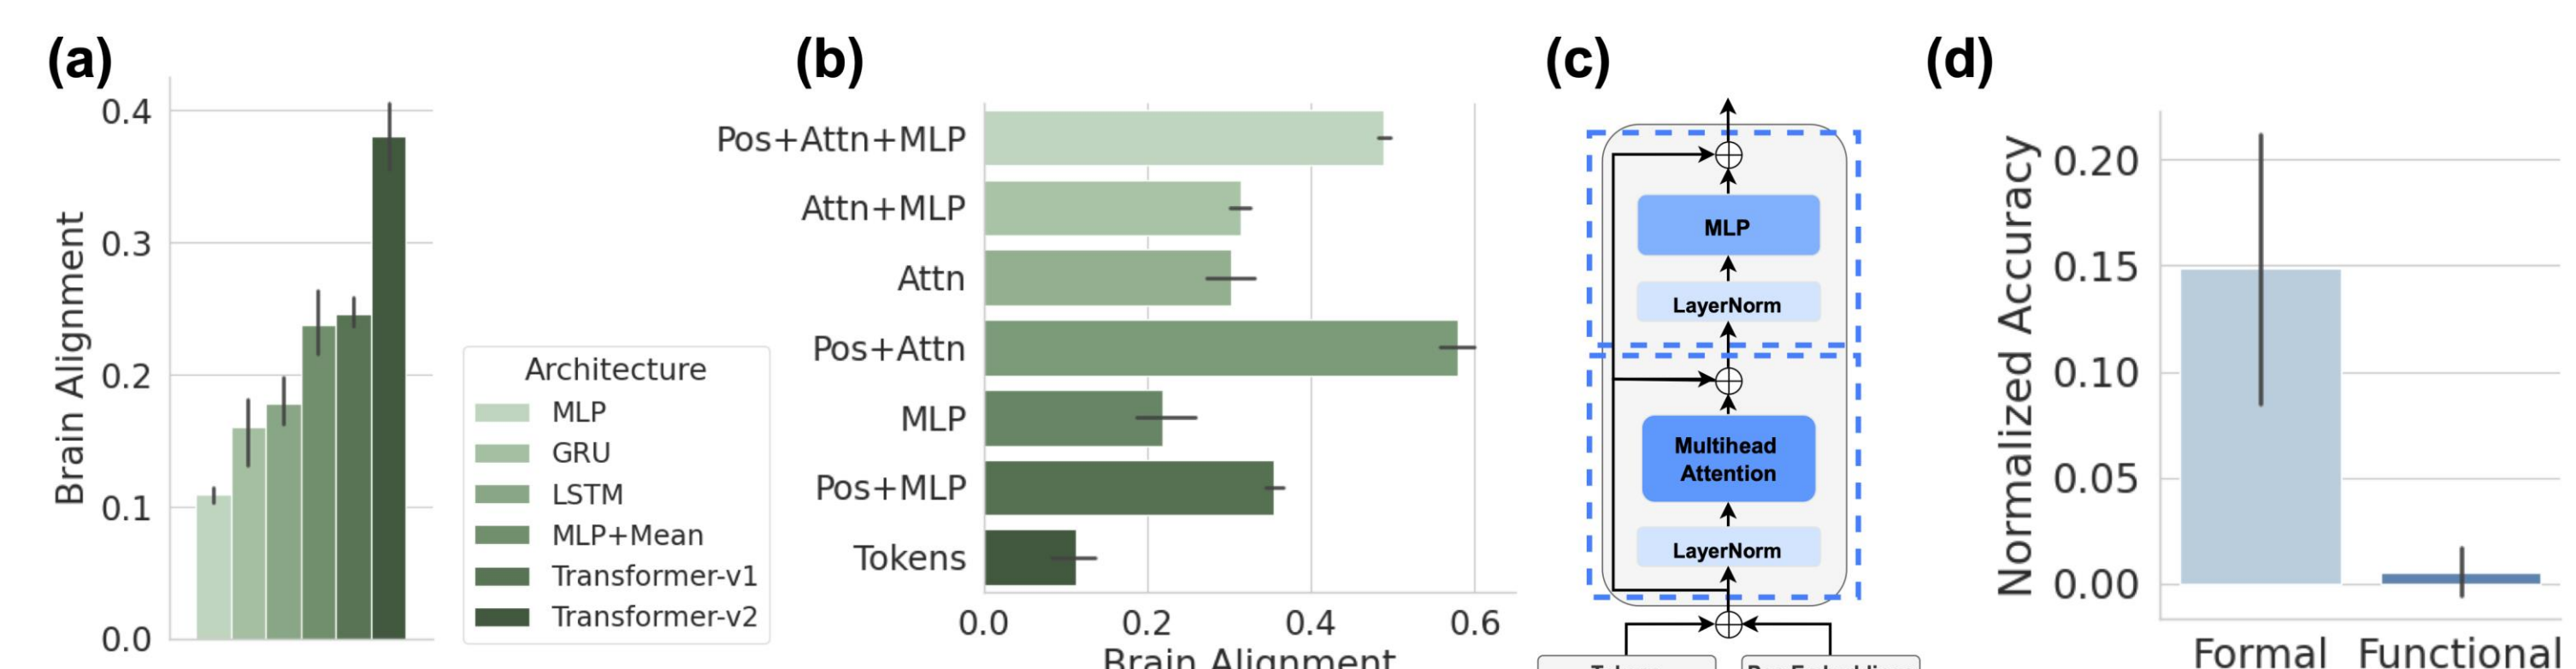 (a)
Brain Alignment
0.4
0.3
0.2
0.1
0.0
Architecture
MLP
GRU
LSTM
MLP+Mean
Transformer-v1
Transformer-v2
(b)
Pos+Attn+MLP
Attn+MLP
Attn
Pos+Attn
MLP
Pos+MLP
Tokens
0.0 0.2 0.4 0.6
Brain Alignment
(c)
MLP
LayerNorm
Multihead
Attention
LayerNorm
(d)
Normalized Accuracy
0.20
0.15
0.10
0.05
0.00
Formal Functional